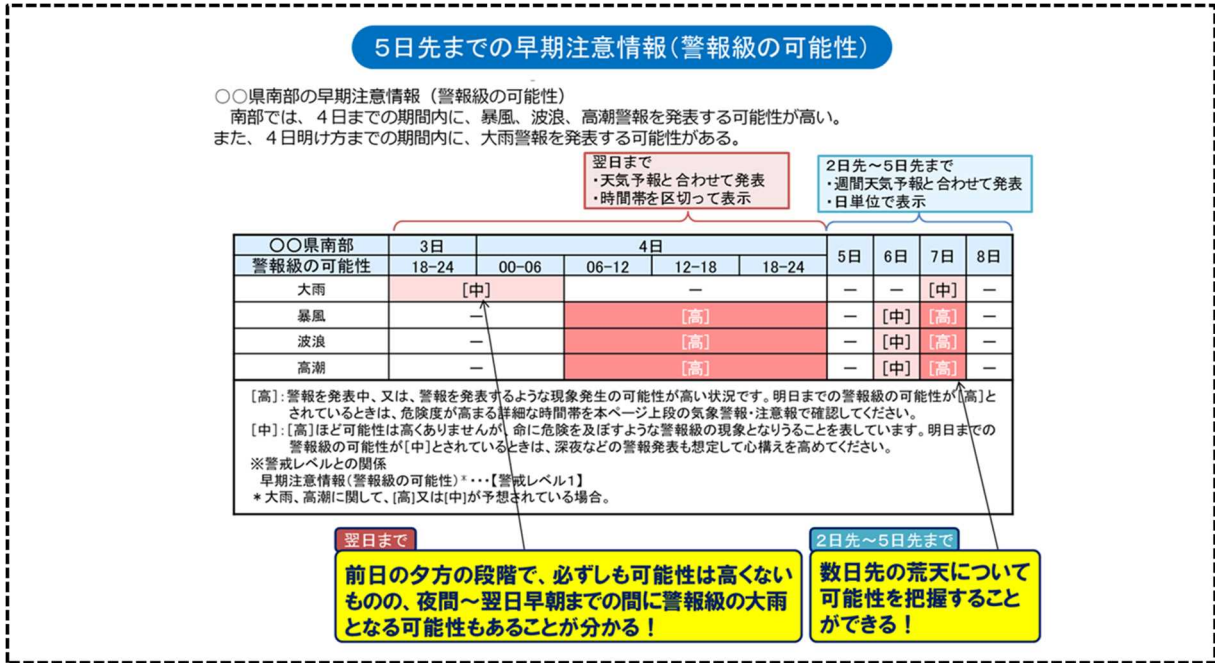 5日先までの早期注意情報(警報級の可能性)
○○県南部の早期注意情報（警報級の可能性）
南部では、４日までの期間内に、暴風、波浪、高潮警報を発表する可能性が高い。
また、４日明け方までの期間内に、大雨警報を発表する可能性がある。
翌日まで
・天気予報と合わせて発表
・時間帯を区切って表示
2日先～5日先まで
・週間天気予報と合わせて発表
・日単位で表示
○○県南部 3日 4日 5日 6日 7日 8日
警報級の可能性 18-24 00-06 06-12 12-18 18-24
大雨 [中] － － － [中] －
暴風 － [高] － [中] [高] －
波浪 － [高] － [中] [高] －
高潮 － [高] － [中] [高] －
[高]:警報を発表中、又は、警報を発表するような現象発生の可能性が高い状況です。明日までの警報級の可能性が[高]と
されているときは、危険度が高まる詳細な時間帯を本ページ上段の気象警報・注意報で確認してください。
[中]:[高]ほど可能性は高くありませんが、命に危険を及ぼすような警報級の現象となりうることを表しています。明日までの
警報級の可能性が[中]とされているときは、深夜などの警報発表も想定して心構えを高めてください。
※警戒レベルとの関係
早期注意情報(警報級の可能性)*・・・【警戒レベル1】
*大雨、高潮に関して、[高]又は[中]が予想されている場合。
翌日まで
前日の夕方の段階で、必ずしも可能性は高くない
ものの、夜間～翌日早朝までの間に警報級の大雨
となる可能性もあることが分かる！
2日先～5日先まで
数日先の荒天について
可能性を把握すること
ができる！